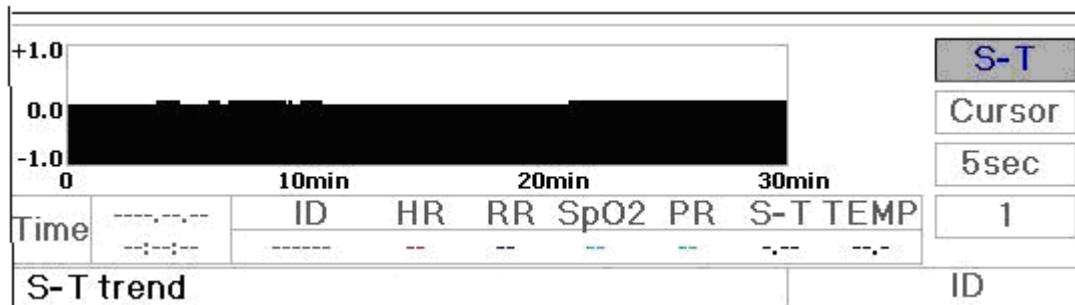 +1.0
0.0
-1.0
0 10min 20min 30min
S-T
Cursor
5sec
1
Time ----.--.-- ID HR RR SpO2 PR S-T TEMP
--:--:-- ------ -- -- -- -- -.-- --.-
S-T trend ID